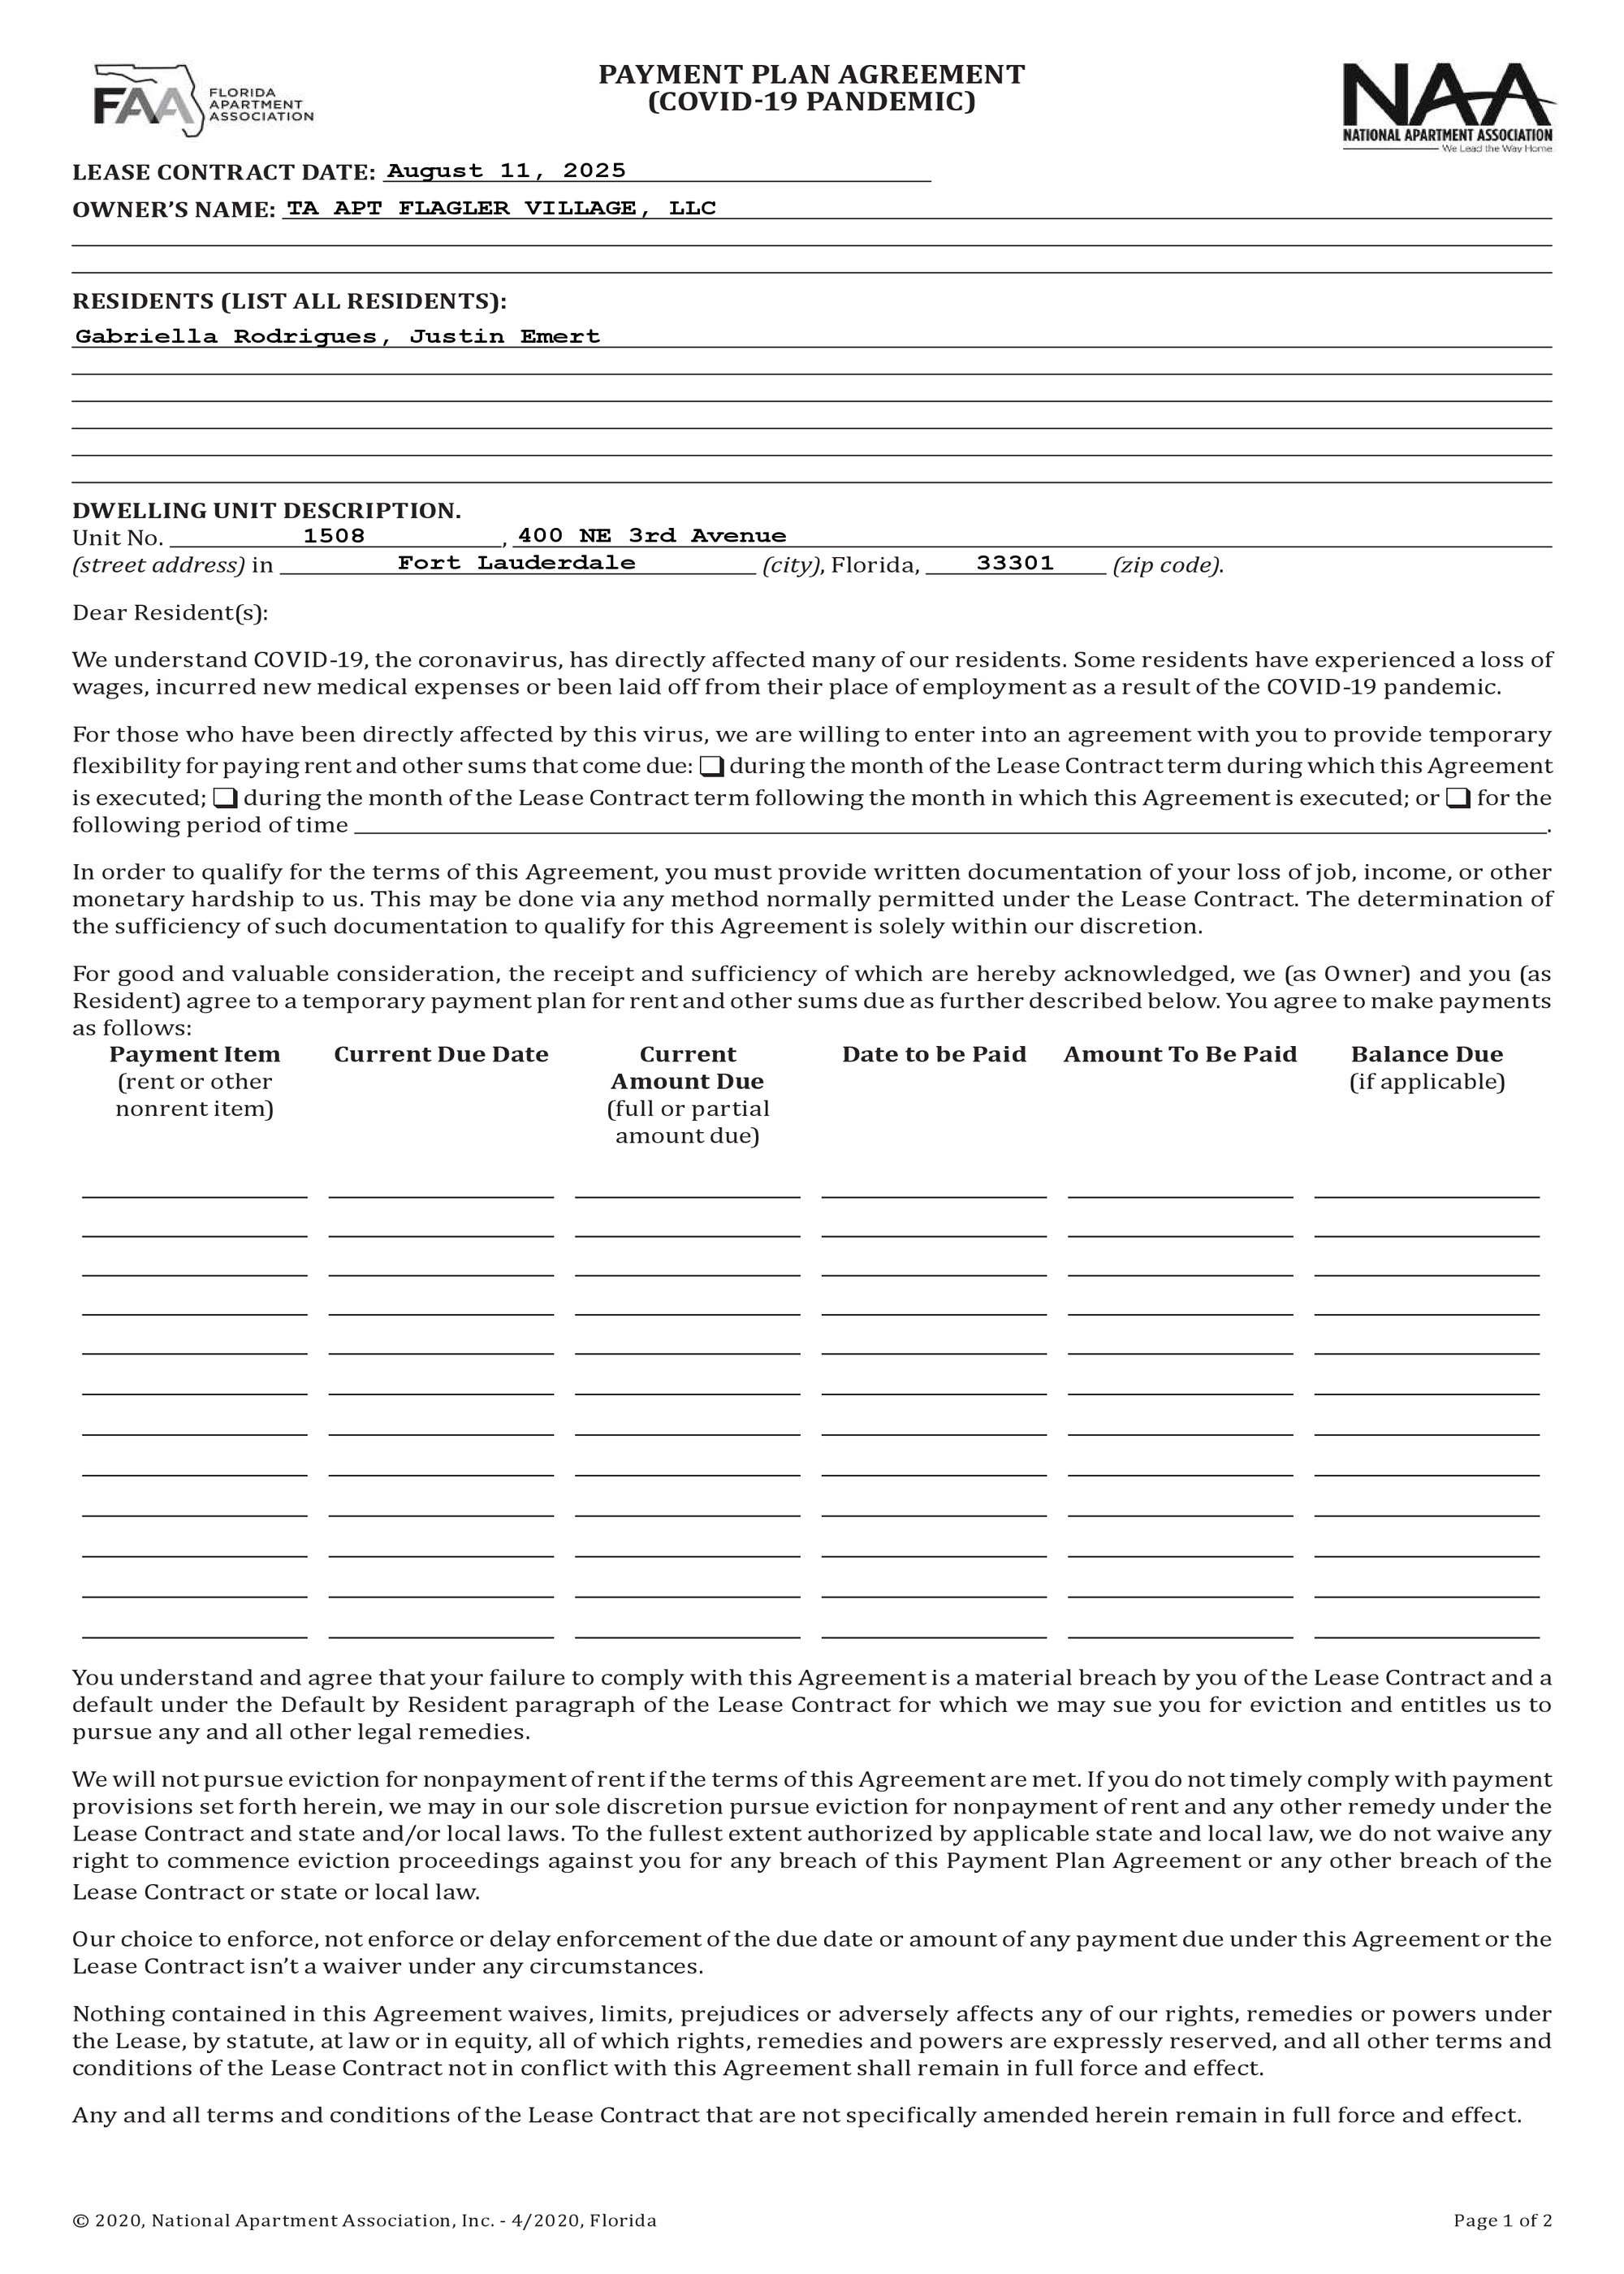 FAA FLORIDA
APARTMENT
ASSOCIATION
PAYMENT PLAN AGREEMENT
(COVID-19 PANDEMIC)
NAA
NATIONAL APARTMENT ASSOCIATION
We Lead the Way Home
LEASE CONTRACT DATE: August 11, 2025
OWNER’S NAME: TA APT FLAGLER VILLAGE, LLC
RESIDENTS (LIST ALL RESIDENTS):
Gabriella Rodrigues, Justin Emert
DWELLING UNIT DESCRIPTION.
Unit No. 1508, 400 NE 3rd Avenue
(street address) in Fort Lauderdale (city), Florida, 33301 (zip code).
Dear Resident(s):
We understand COVID-19, the coronavirus, has directly affected many of our residents. Some residents have experienced a loss of
wages, incurred new medical expenses or been laid off from their place of employment as a result of the COVID-19 pandemic.
For those who have been directly affected by this virus, we are willing to enter into an agreement with you to provide temporary
flexibility for paying rent and other sums that come due: ❏ during the month of the Lease Contract term during which this Agreement
is executed; ❏ during the month of the Lease Contract term following the month in which this Agreement is executed; or ❏ for the
following period of time .
In order to qualify for the terms of this Agreement, you must provide written documentation of your loss of job, income, or other
monetary hardship to us. This may be done via any method normally permitted under the Lease Contract. The determination of
the sufficiency of such documentation to qualify for this Agreement is solely within our discretion.
For good and valuable consideration, the receipt and sufficiency of which are hereby acknowledged, we (as Owner) and you (as
Resident) agree to a temporary payment plan for rent and other sums due as further described below. You agree to make payments
as follows:
Payment Item Current Due Date Current Date to be Paid Amount To Be Paid Balance Due
(rent or other Amount Due (if applicable)
nonrent item) (full or partial
amount due)
You understand and agree that your failure to comply with this Agreement is a material breach by you of the Lease Contract and a
default under the Default by Resident paragraph of the Lease Contract for which we may sue you for eviction and entitles us to
pursue any and all other legal remedies.
We will not pursue eviction for nonpayment of rent if the terms of this Agreement are met. If you do not timely comply with payment
provisions set forth herein, we may in our sole discretion pursue eviction for nonpayment of rent and any other remedy under the
Lease Contract and state and/or local laws. To the fullest extent authorized by applicable state and local law, we do not waive any
right to commence eviction proceedings against you for any breach of this Payment Plan Agreement or any other breach of the
Lease Contract or state or local law.
Our choice to enforce, not enforce or delay enforcement of the due date or amount of any payment due under this Agreement or the
Lease Contract isn’t a waiver under any circumstances.
Nothing contained in this Agreement waives, limits, prejudices or adversely affects any of our rights, remedies or powers under
the Lease, by statute, at law or in equity, all of which rights, remedies and powers are expressly reserved, and all other terms and
conditions of the Lease Contract not in conflict with this Agreement shall remain in full force and effect.
Any and all terms and conditions of the Lease Contract that are not specifically amended herein remain in full force and effect.
© 2020, National Apartment Association, Inc. - 4/2020, Florida Page 1 of 2